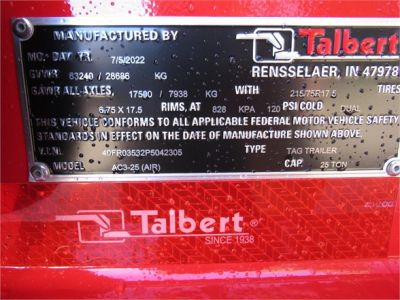 MANUFACTURED BY
Talbert
MO. DAY YR. 7/5/2022
RENSSELAER, IN 47978
GVWR 63240 / 28686 KG
GAWR ALL-AXLES, 17500 / 7938 KG WITH 215/75R17.5 TIRES
6.75 X 17.5 RIMS, AT 828 KPA 120 PSI COLD DUAL
THIS VEHICLE CONFORMS TO ALL APPLICABLE FEDERAL MOTOR VEHICLE SAFETY
STANDARDS IN EFFECT ON THE DATE OF MANUFACTURE SHOWN ABOVE.
V.I.N. 40FR03532P5042305 TYPE TAG TRAILER
MODEL AC3-25 (AIR) CAP. 25 TON
Talbert ®
SINCE 1938